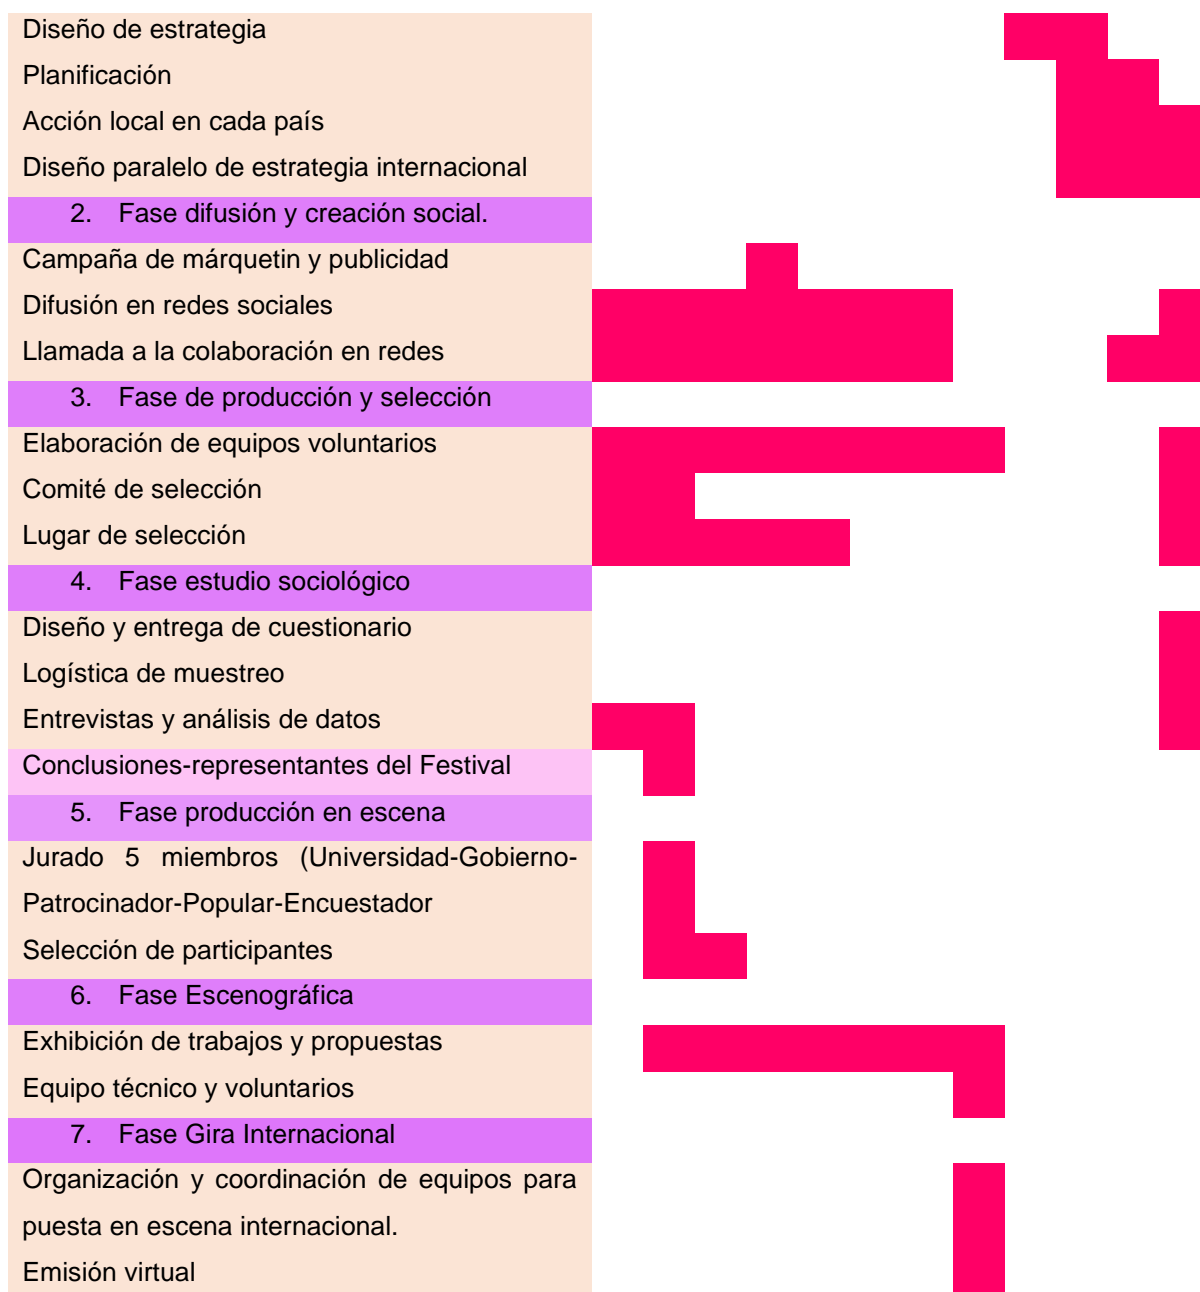 Diseño de estrategia
Planificación
Acción local en cada país
Diseño paralelo de estrategia internacional
2. Fase difusión y creación social.
Campaña de márquetin y publicidad
Difusión en redes sociales
Llamada a la colaboración en redes
3. Fase de producción y selección
Elaboración de equipos voluntarios
Comité de selección
Lugar de selección
4. Fase estudio sociológico
Diseño y entrega de cuestionario
Logística de muestreo
Entrevistas y análisis de datos
Conclusiones-representantes del Festival
5. Fase producción en escena
Jurado 5 miembros (Universidad-Gobierno-
Patrocinador-Popular-Encuestador
Selección de participantes
6. Fase Escenográfica
Exhibición de trabajos y propuestas
Equipo técnico y voluntarios
7. Fase Gira Internacional
Organización y coordinación de equipos para
puesta en escena internacional.
Emisión virtual